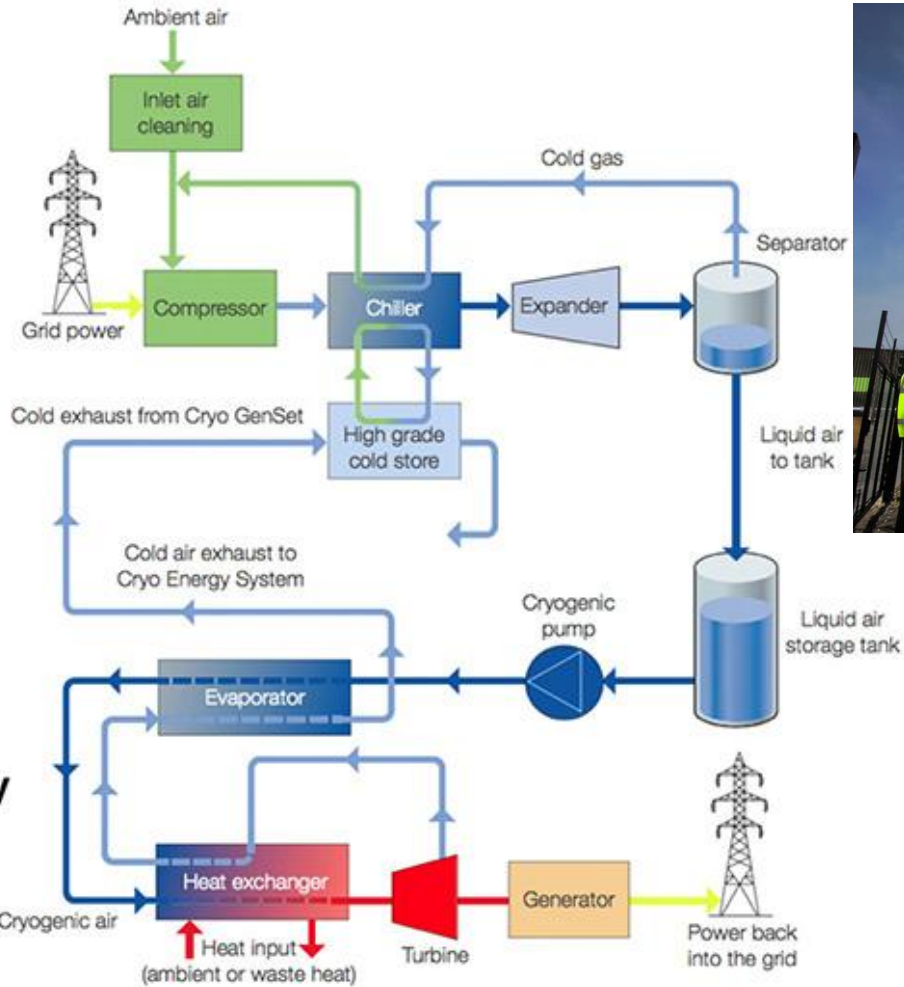 Ambient air
Inlet air
cleaning
Cold gas
Separator
Compressor
Chiller
Expander
Grid power
Cold exhaust from Cryo GenSet
High grade
cold store
Liquid air
to tank
Cold air exhaust to
Cryo Energy System
Cryogenic
pump
Liquid air
storage tank
Evaporator
y
Heat exchanger
Generator
Cryogenic air
Heat input
(ambient or waste heat)
Turbine
Power back
into the grid